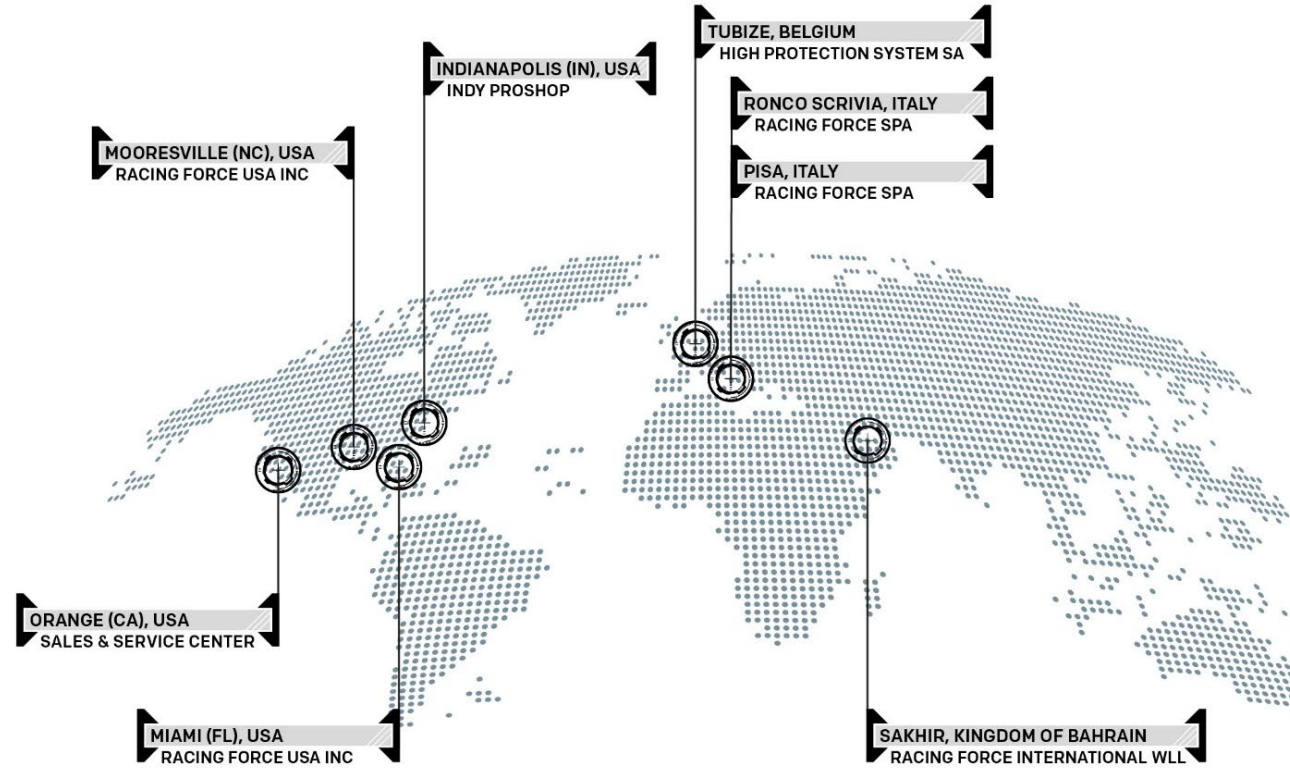 TUBIZE, BELGIUM
HIGH PROTECTION SYSTEM SA
INDIANAPOLIS (IN), USA
INDY PROSHOP
RONCO SCRIVIA, ITALY
RACING FORCE SPA
MOORESVILLE (NC), USA
RACING FORCE USA INC
PISA, ITALY
RACING FORCE SPA
ORANGE (CA), USA
SALES & SERVICE CENTER
MIAMI (FL), USA
RACING FORCE USA INC
SAKHIR, KINGDOM OF BAHRAIN
RACING FORCE INTERNATIONAL WLL